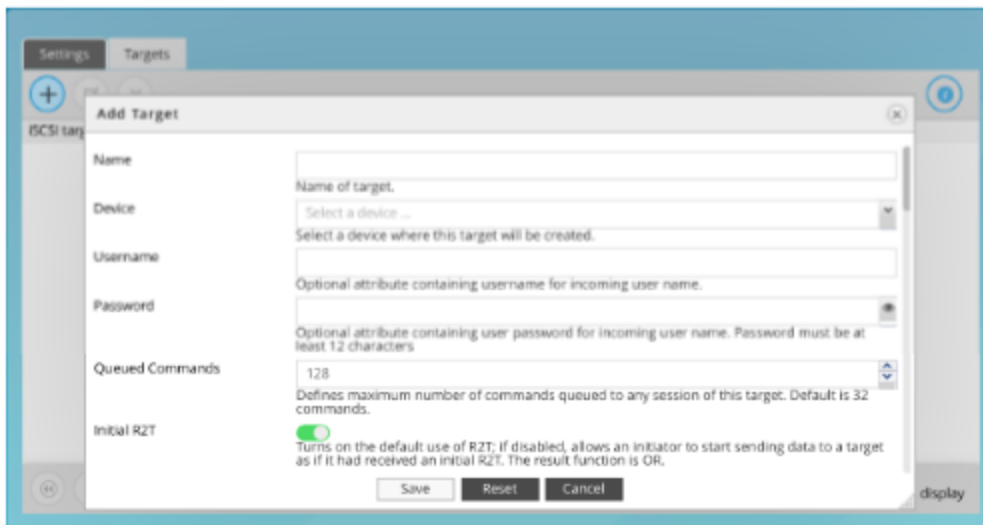 Settings
Targets
Add Target
iSCSI targ
Name
Name of target.
Device
Select a device ...
Select a device where this target will be created.
Username
Optional attribute containing username for incoming user name.
Password
Optional attribute containing user password for incoming user name. Password must be at
least 12 characters
Queued Commands
128
Defines maximum number of commands queued to any session of this target. Default is 32
commands.
Initial R2T
Turns on the default use of R2T; if disabled, allows an initiator to start sending data to a target
as if it had received an initial R2T. The result function is OR.
Save
Reset
Cancel
display